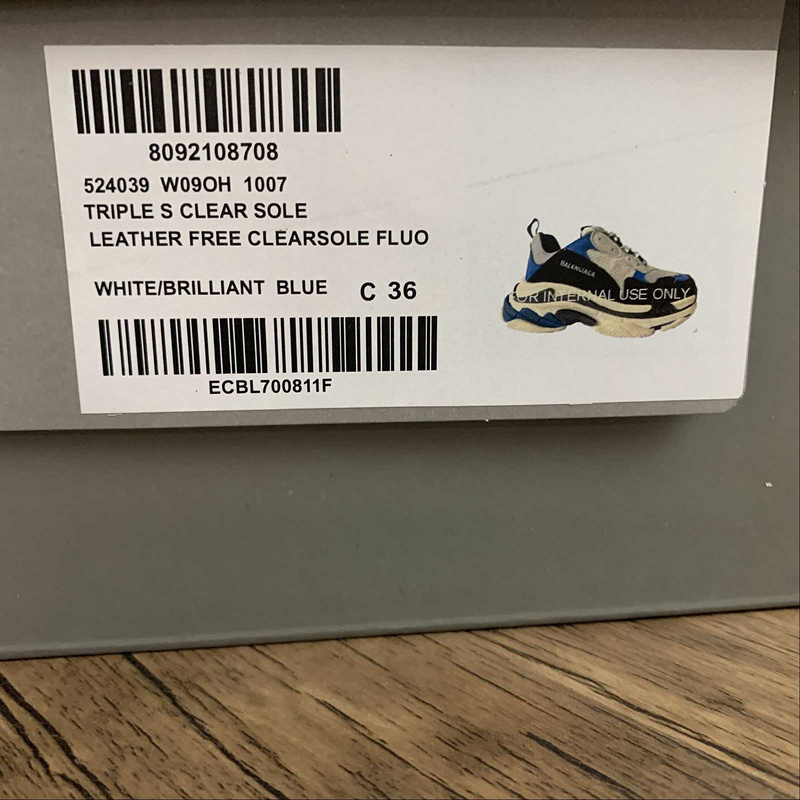 8092108708
524039 W09OH 1007
TRIPLE S CLEAR SOLE
LEATHER FREE CLEARSOLE FLUO
WHITE/BRILLIANT BLUE C 36
ECBL700811F
BALENCIAGA
FOR INTERNAL USE ONLY